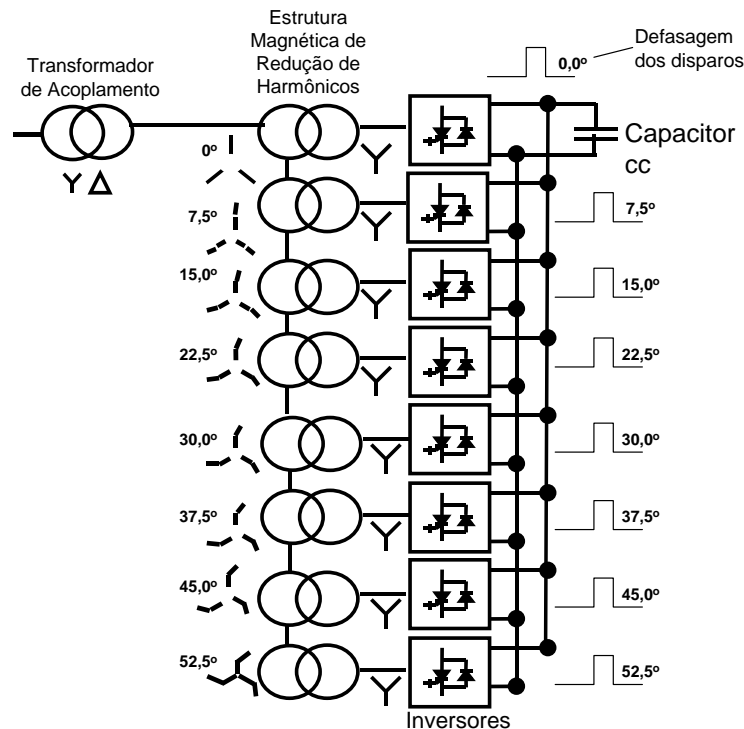 Estrutura
Magnética de
Redução de
Harmônicos
Transformador
de Acoplamento
Defasagem
dos disparos
0,0º
Capacitor
CC
0º
7,5º
7,5º
15,0º
15,0º
22,5º
22,5º
30,0º
30,0º
37,5º
37,5º
45,0º
45,0º
52,5º
52,5º
Inversores